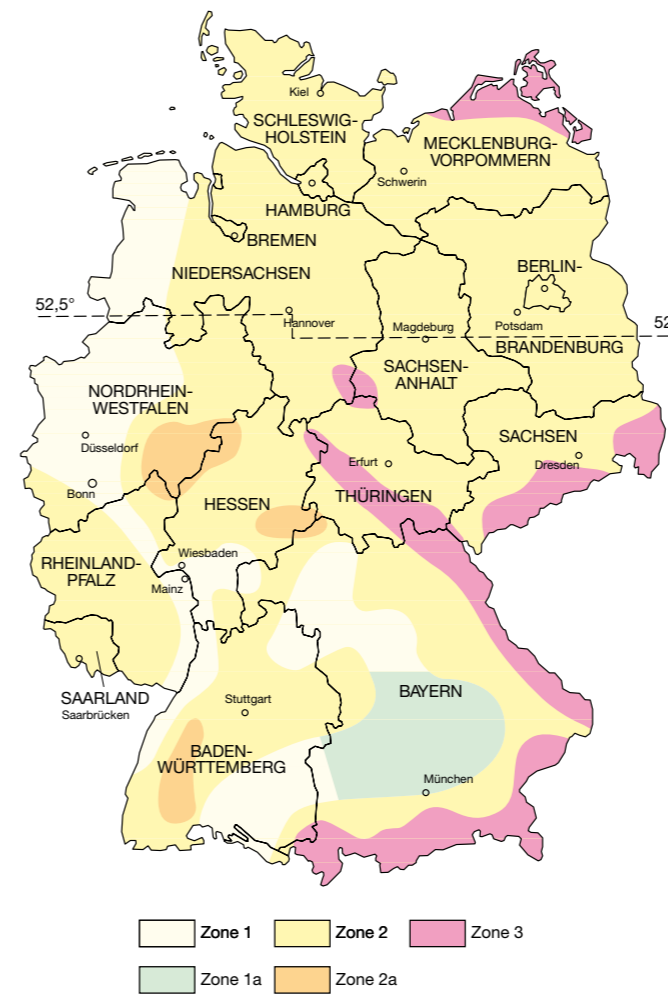 Kiel
SCHLESWIG-
HOLSTEIN
MECKLENBURG-
VORPOMMERN
Schwerin
HAMBURG
BREMEN
NIEDERSACHSEN
BERLIN-
52,5°
Hannover
Magdeburg
Potsdam
52
BRANDENBURG
SACHSEN-
ANHALT
NORDRHEIN-
WESTFALEN
Düsseldorf
SACHSEN
Dresden
Erfurt
Bonn
THÜRINGEN
HESSEN
Wiesbaden
RHEINLAND-
PFALZ
Mainz
SAARLAND
Saarbrücken
BAYERN
Stuttgart
BADEN-
WÜRTTEMBERG
München
Zone 1
Zone 2
Zone 3
Zone 1a
Zone 2a